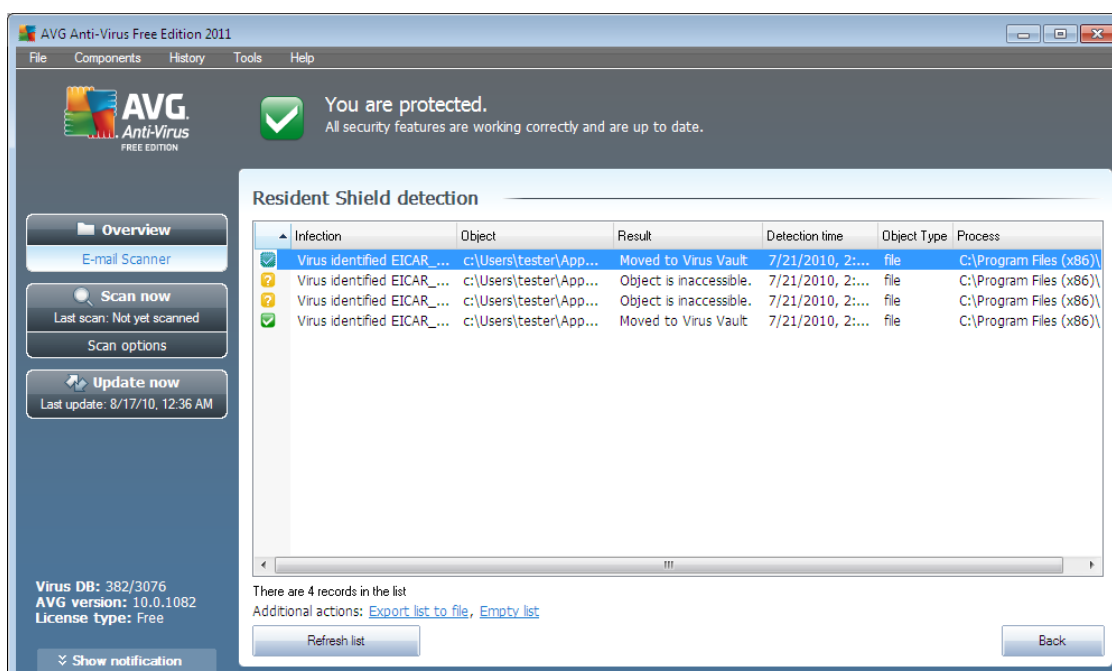 AVG Anti-Virus Free Edition 2011
File Components History Tools Help
AVG.
Anti-Virus
FREE EDITION
You are protected.
All security features are working correctly and are up to date.
Overview
E-mail Scanner
Scan now
Last scan: Not yet scanned
Scan options
Update now
Last update: 8/17/10, 12:36 AM
Virus DB: 382/3076
AVG version: 10.0.1082
License type: Free
Show notification
Resident Shield detection
Infection Object Result Detection time Object Type Process
Virus identified EICAR_... c:\Users\tester\App... Moved to Virus Vault 7/21/2010, 2:... file C:\Program Files (x86)\
Virus identified EICAR_... c:\Users\tester\App... Object is inaccessible. 7/21/2010, 2:... file C:\Program Files (x86)\
Virus identified EICAR_... c:\Users\tester\App... Object is inaccessible. 7/21/2010, 2:... file C:\Program Files (x86)\
Virus identified EICAR_... c:\Users\tester\App... Moved to Virus Vault 7/21/2010, 2:... file C:\Program Files (x86)\
There are 4 records in the list
Additional actions: Export list to file, Empty list
Refresh list Back